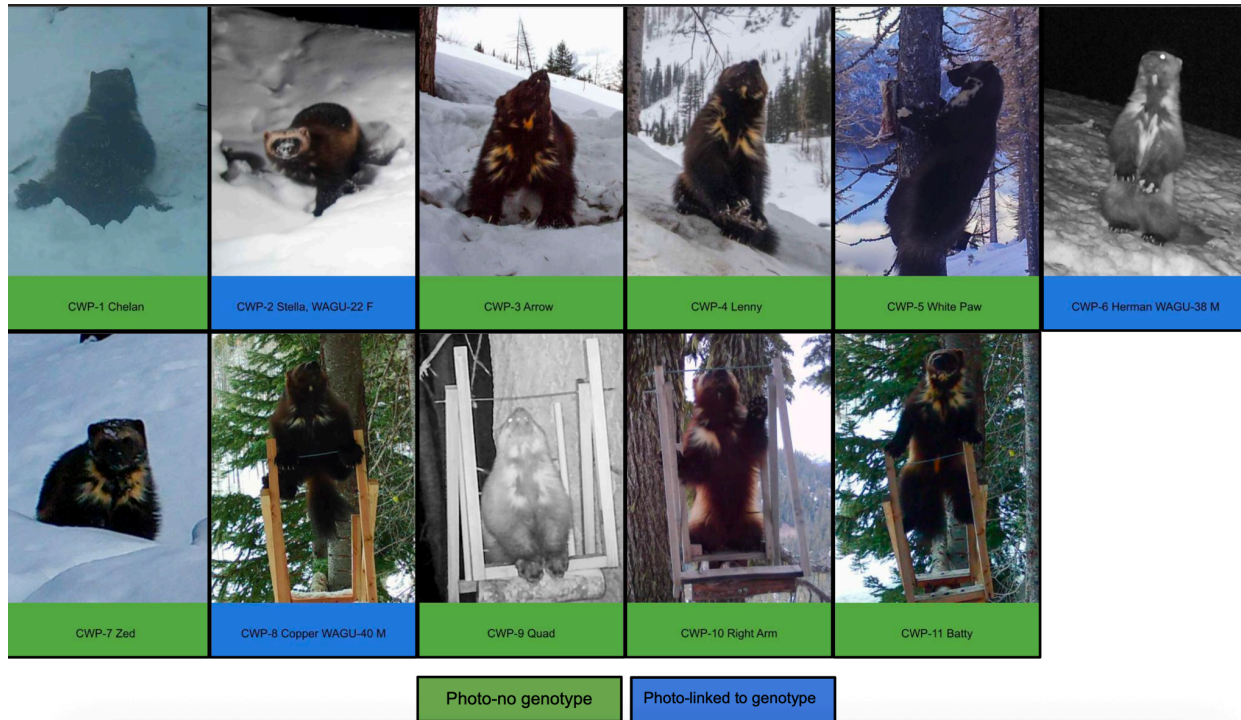 CWP-1 Chelan
CWP-2 Stella, WAGU-22 F
CWP-3 Arrow
CWP-4 Lenny
CWP-5 White Paw
CWP-6 Herman WAGU-38 M
CWP-7 Zed
CWP-8 Copper WAGU-40 M
CWP-9 Quad
CWP-10 Right Arm
CWP-11 Batty
Photo-no genotype
Photo-linked to genotype